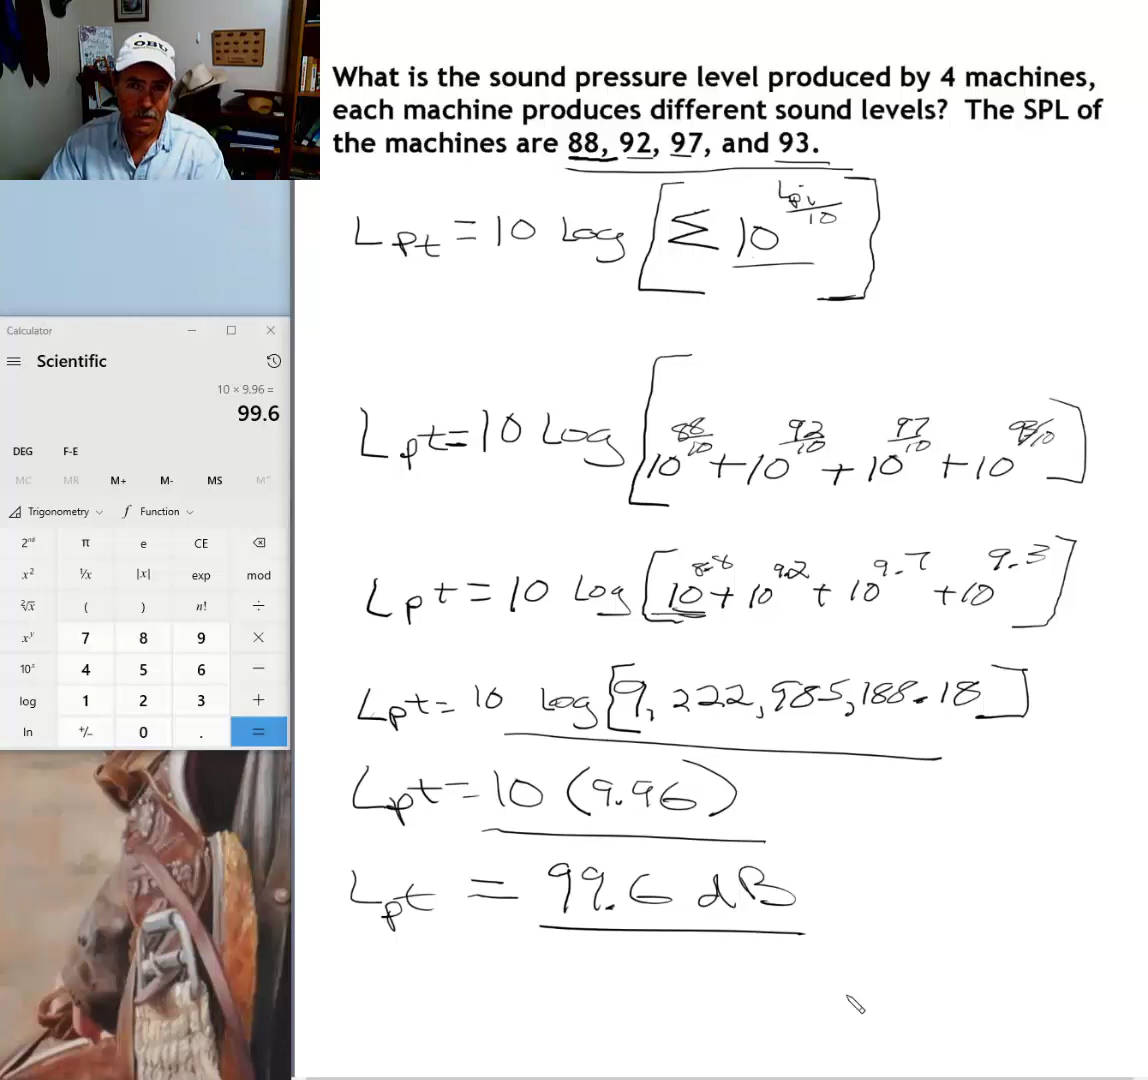 OBU
What is the sound pressure level produced by 4 machines,
each machine produces different sound levels? The SPL of
the machines are 88, 92, 97, and 93.
Lpt = 10 Log [Σ 10^(Lpi/10)]
Lpt = 10 Log [10^(88/10) + 10^(92/10) + 10^(97/10) + 10^(93/10)]
Lpt = 10 Log [10^8.8 + 10^9.2 + 10^9.7 + 10^9.3]
Lpt = 10 log [9,222,985,188.18]
Lpt = 10 (9.96)
Lpt = 99.6 dB
Calculator
Scientific
10 × 9.96 =
99.6
DEG F-E
MC MR M+ M- MS M˅
Trigonometry f Function
2ⁿᵈ π e CE
x² ¹/x |x| exp mod
²√x ( ) n! ÷
xʸ 7 8 9 ×
10ˣ 4 5 6 −
log 1 2 3 +
ln +/- 0 . =